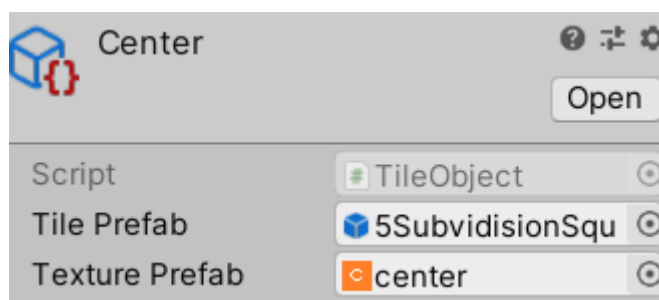 Center
Open
Script TileObject
Tile Prefab 5SubvidisionSqu
Texture Prefab center